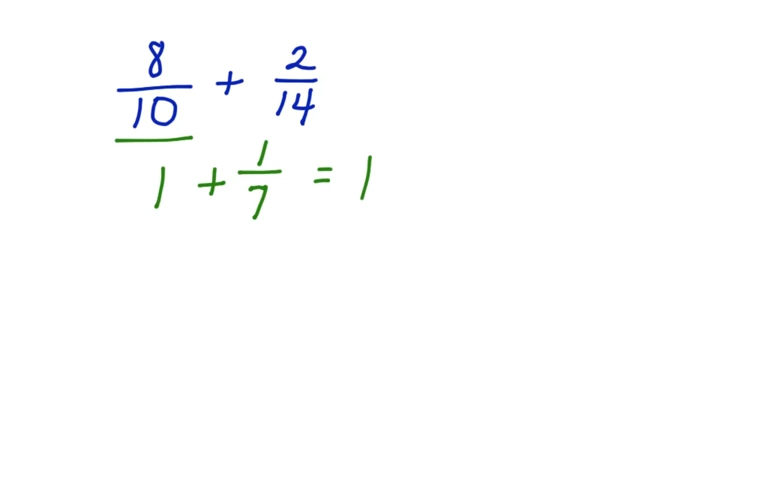 8/10 + 2/14
1 + 1/7 = 1